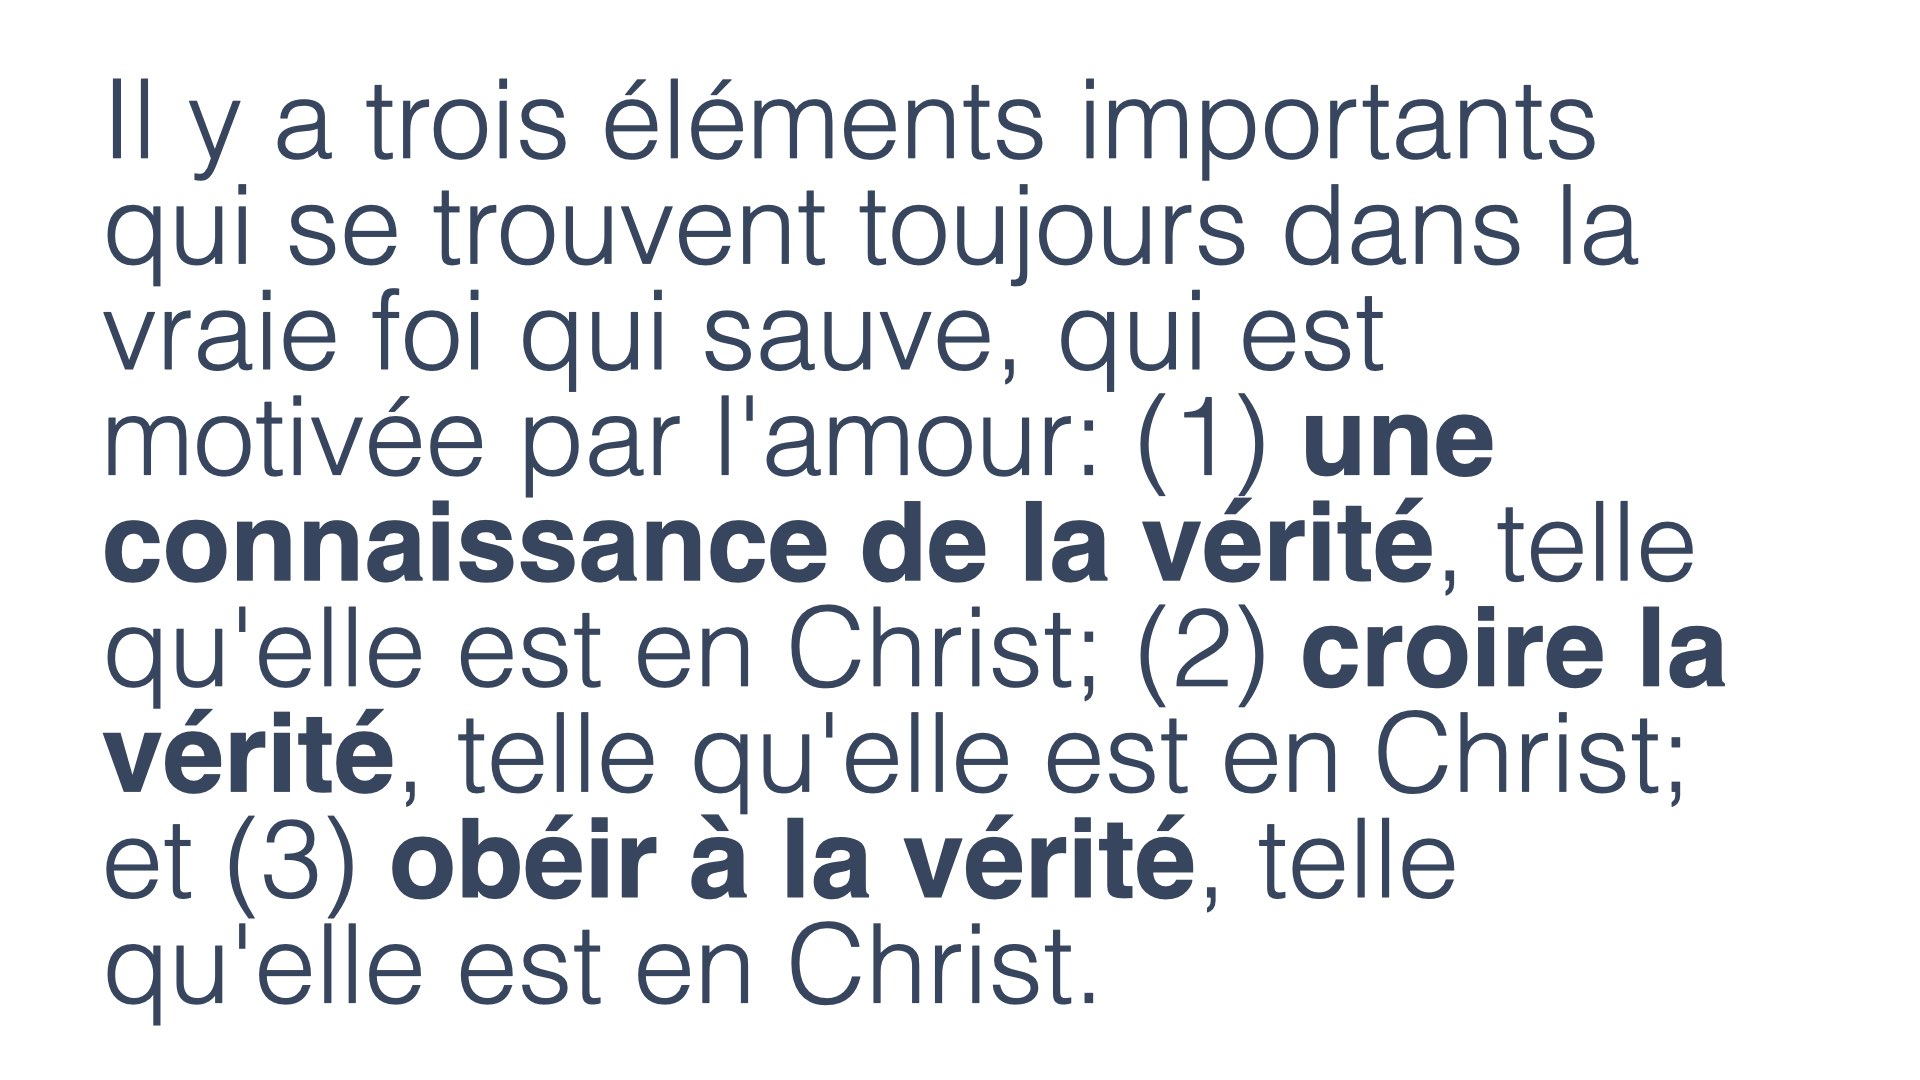 Il y a trois éléments importants
qui se trouvent toujours dans la
vraie foi qui sauve, qui est
motivée par l'amour: (1) une
connaissance de la vérité, telle
qu'elle est en Christ; (2) croire la
vérité, telle qu'elle est en Christ;
et (3) obéir à la vérité, telle
qu'elle est en Christ.